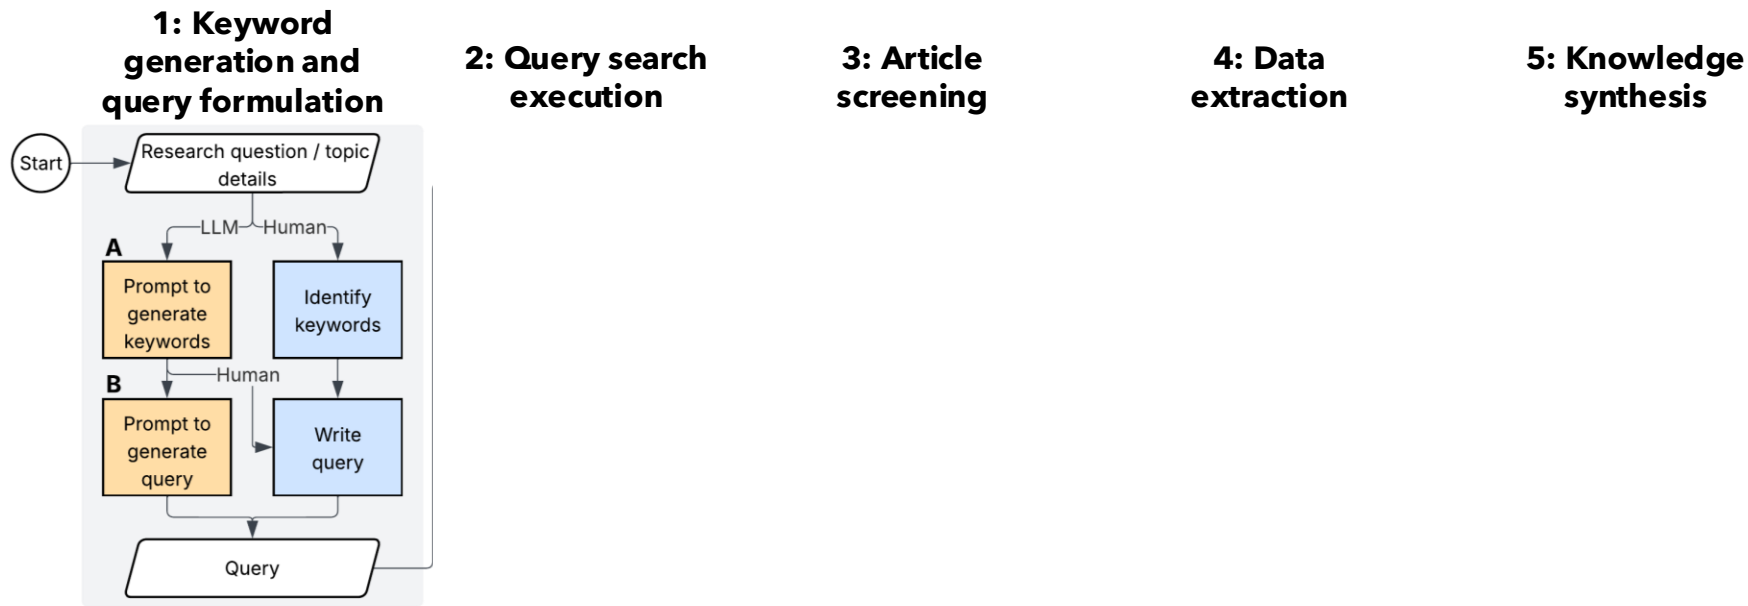 1: Keyword
generation and
query formulation
2: Query search
execution
3: Article
screening
4: Data
extraction
5: Knowledge
synthesis
Start
Research question / topic
details
LLM
Human
A
Prompt to
generate
keywords
Identify
keywords
Human
B
Prompt to
generate
query
Write
query
Query